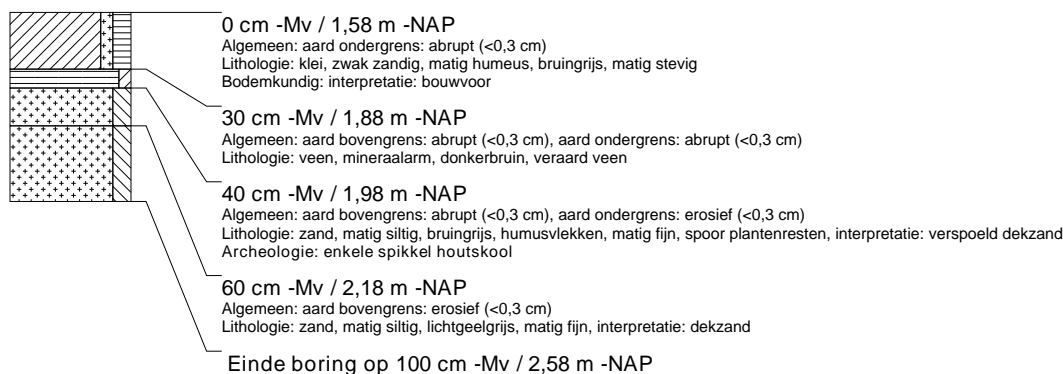 0 cm -Mv / 1,58 m -NAP
Algemeen: aard ondergrens: abrupt (<0,3 cm)
Lithologie: klei, zwak zandig, matig humeus, bruingrijs, matig stevig
Bodemkundig: interpretatie: bouwvoor
30 cm -Mv / 1,88 m -NAP
Algemeen: aard bovengrens: abrupt (<0,3 cm), aard ondergrens: abrupt (<0,3 cm)
Lithologie: veen, mineraalarm, donkerbruin, veraard veen
40 cm -Mv / 1,98 m -NAP
Algemeen: aard bovengrens: abrupt (<0,3 cm), aard ondergrens: erosief (<0,3 cm)
Lithologie: zand, matig siltig, bruingrijs, humusvlekken, matig fijn, spoor plantenresten, interpretatie: verspoeld dekzand
Archeologie: enkele spikkel houtskool
60 cm -Mv / 2,18 m -NAP
Algemeen: aard bovengrens: erosief (<0,3 cm)
Lithologie: zand, matig siltig, lichtgeelgrijs, matig fijn, interpretatie: dekzand
Einde boring op 100 cm -Mv / 2,58 m -NAP